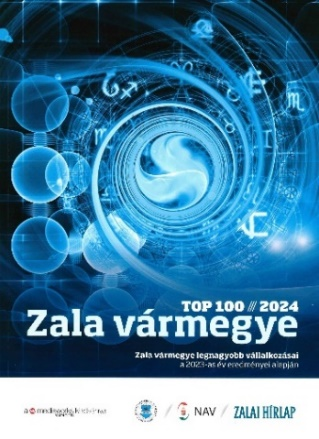 TOP 100 /// 2024
Zala vármegye
Zala vármegye legnagyobb vállalkozásai
a 2023-as év eredményei alapján
NAV
ZALAI HÍRLAP